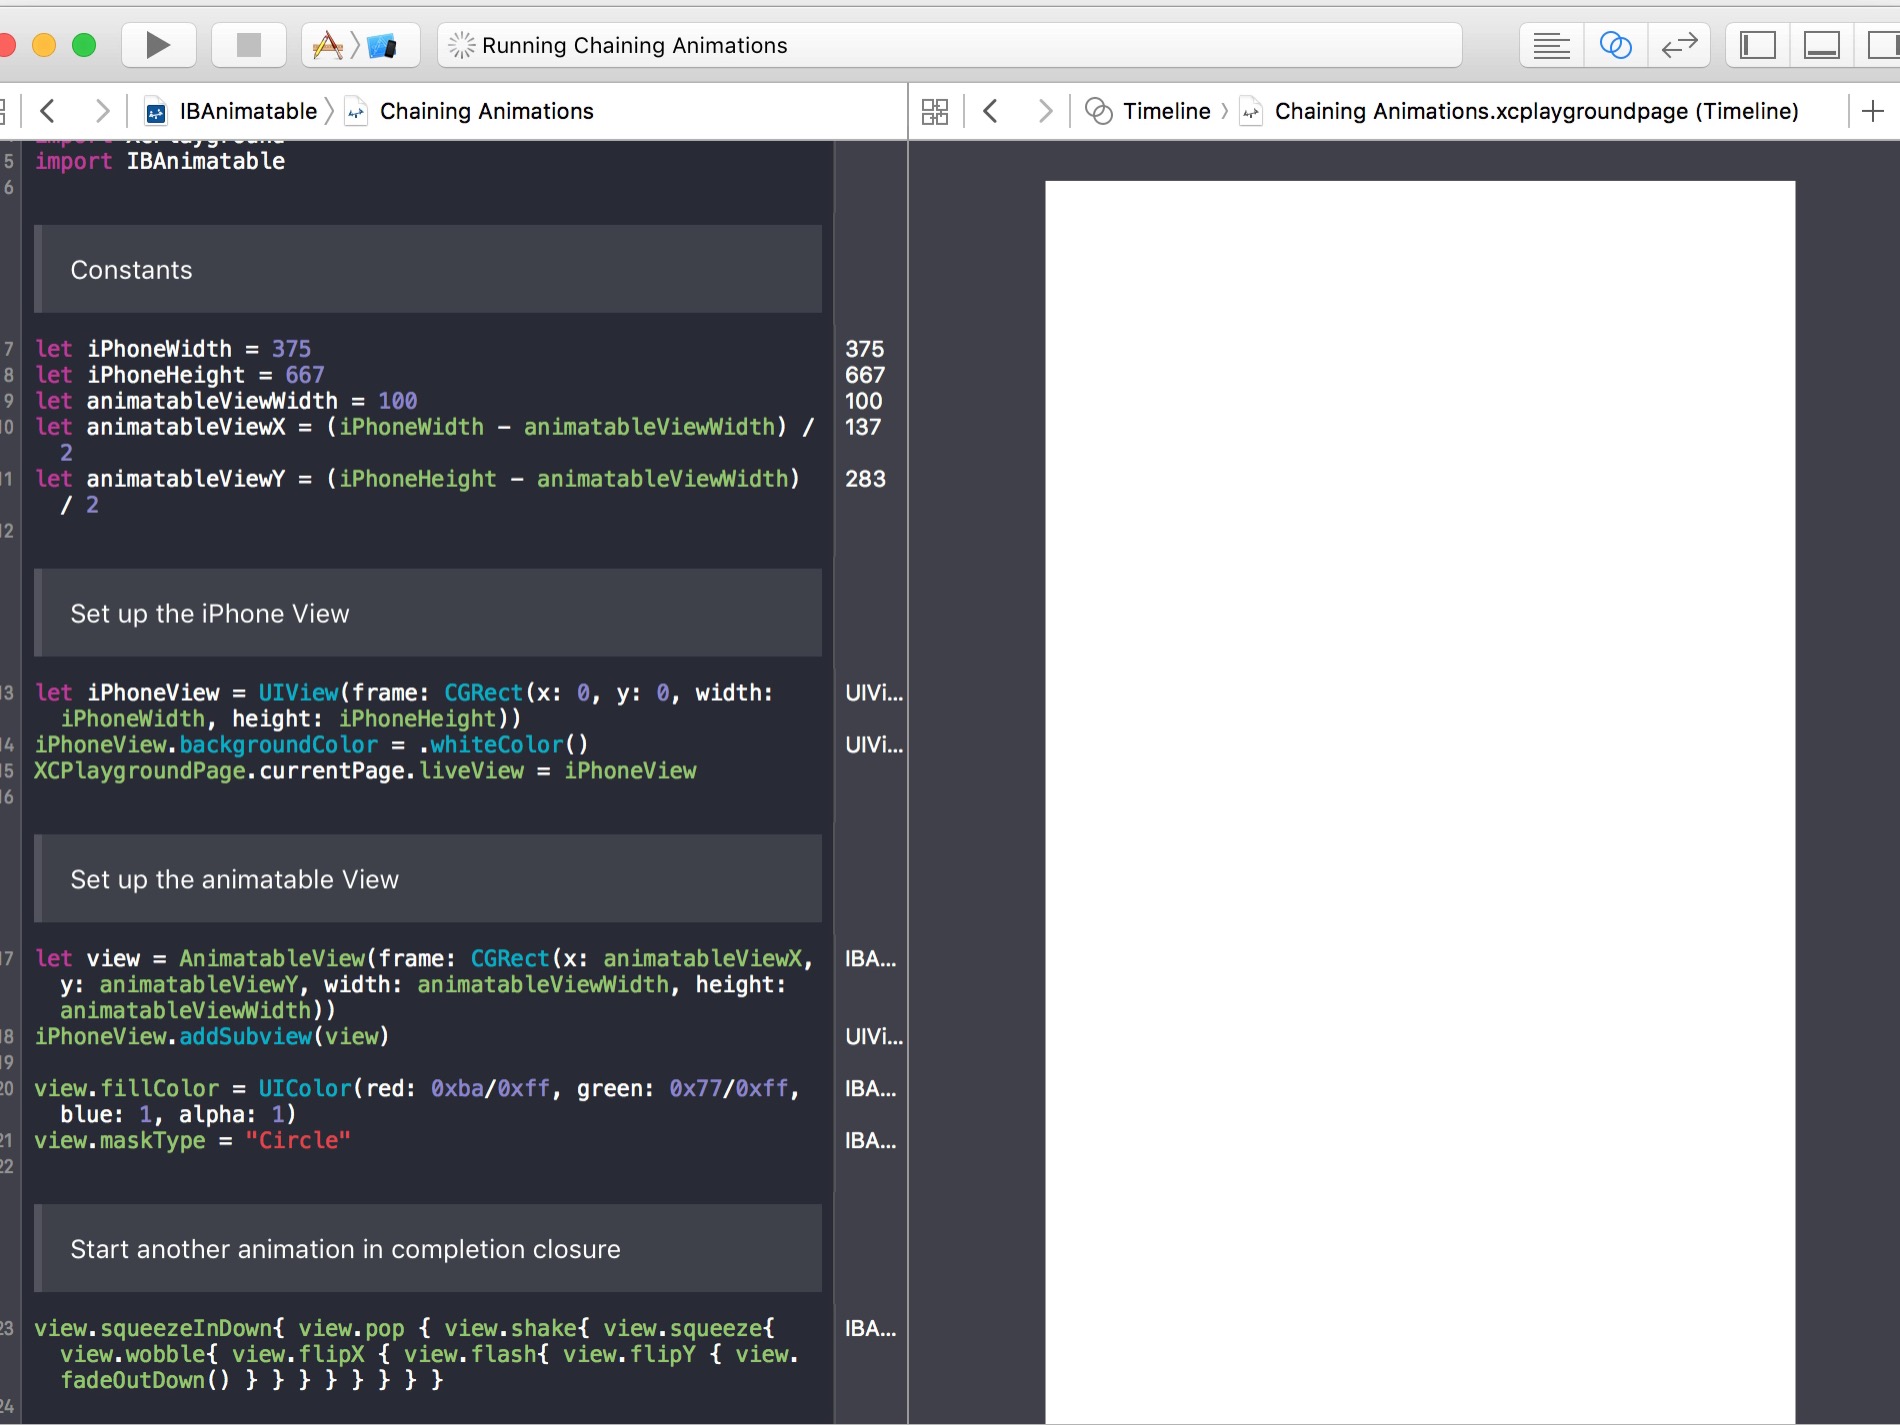 Running Chaining Animations
IBAnimatable
Chaining Animations
Timeline
Chaining Animations.xcplaygroundpage (Timeline)
5 import IBAnimatable
6
Constants
7 let iPhoneWidth = 375
375
8 let iPhoneHeight = 667
667
9 let animatableViewWidth = 100
100
10 let animatableViewX = (iPhoneWidth - animatableViewWidth) /
2
137
11 let animatableViewY = (iPhoneHeight - animatableViewWidth)
/ 2
283
12
Set up the iPhone View
13 let iPhoneView = UIView(frame: CGRect(x: 0, y: 0, width:
iPhoneWidth, height: iPhoneHeight))
UIVi...
14 iPhoneView.backgroundColor = .whiteColor()
UIVi...
15 XCPlaygroundPage.currentPage.liveView = iPhoneView
16
Set up the animatable View
17 let view = AnimatableView(frame: CGRect(x: animatableViewX,
y: animatableViewY, width: animatableViewWidth, height:
animatableViewWidth))
IBA...
18 iPhoneView.addSubview(view)
UIVi...
19
20 view.fillColor = UIColor(red: 0xba/0xff, green: 0x77/0xff,
blue: 1, alpha: 1)
IBA...
21 view.maskType = "Circle"
IBA...
22
Start another animation in completion closure
23 view.squeezeInDown{ view.pop { view.shake{ view.squeeze{
view.wobble{ view.flipX { view.flash{ view.flipY { view.
fadeOutDown() } } } } } } } }
IBA...
24